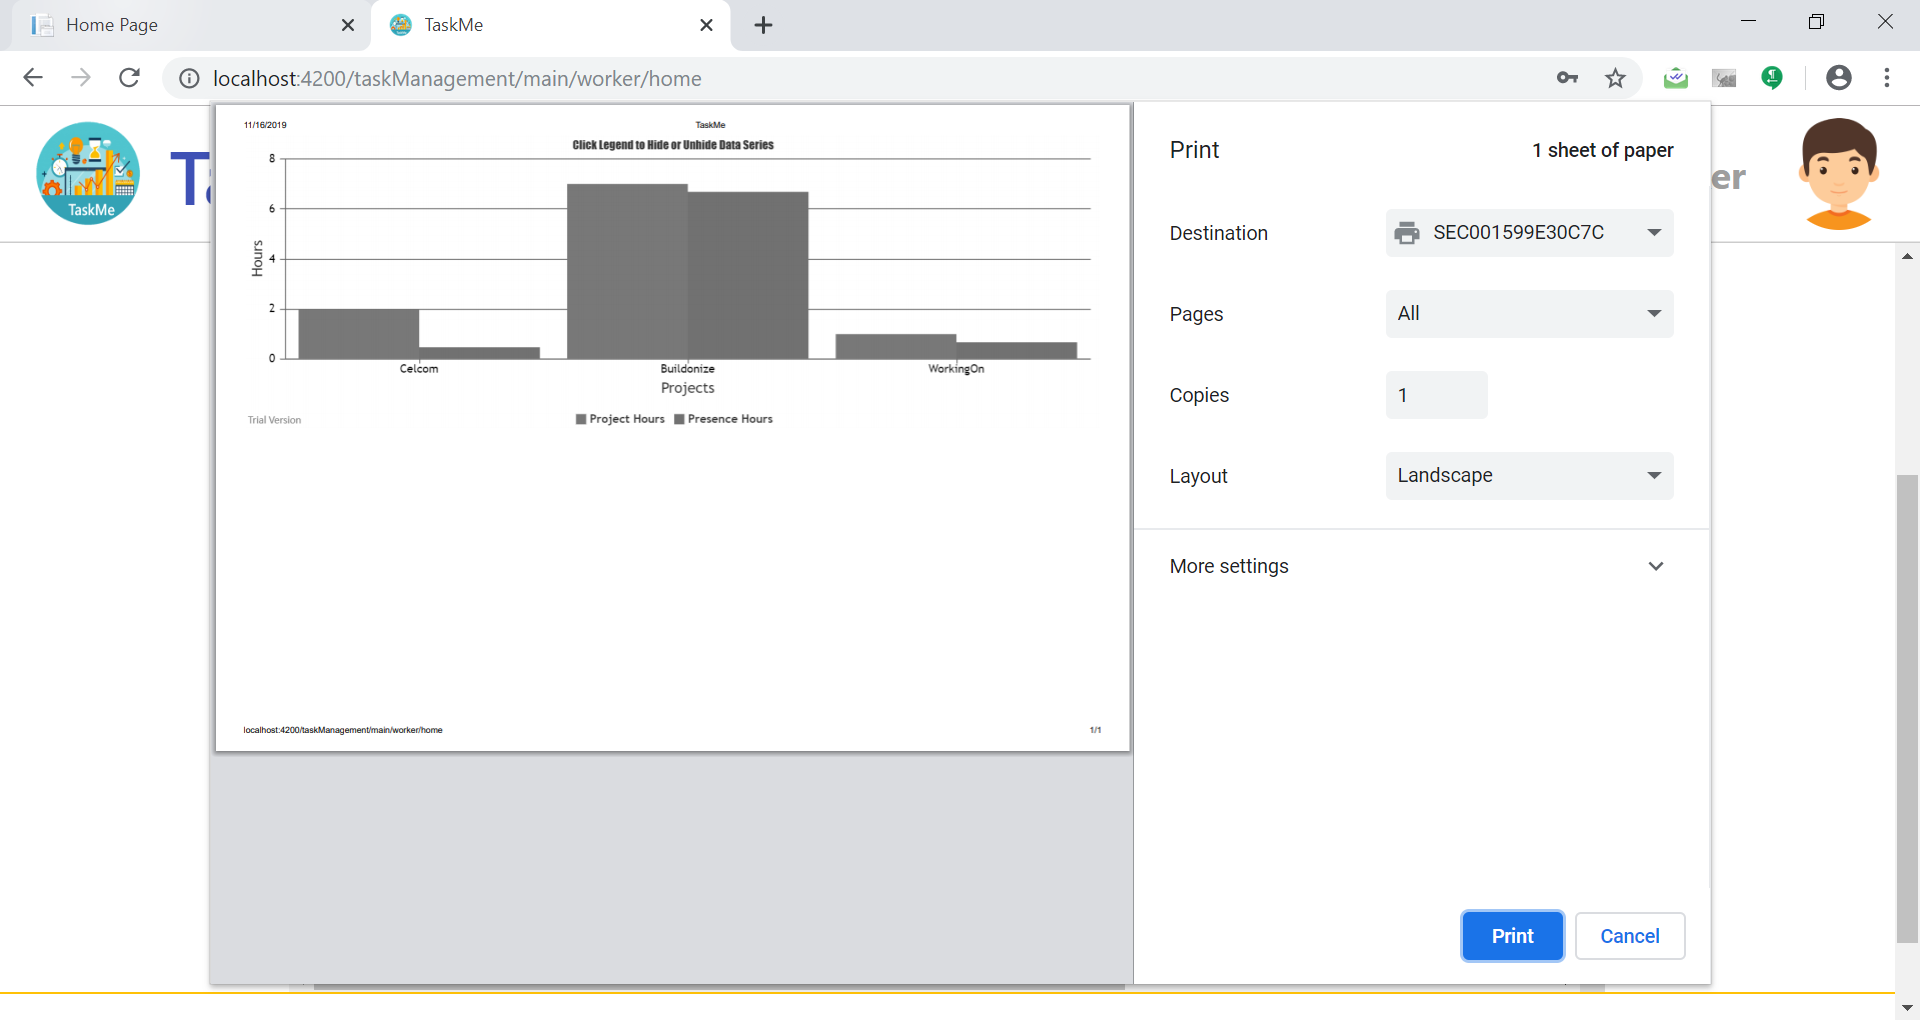 Home Page
TaskMe
localhost:4200/taskManagement/main/worker/home
TaskMe
er
11/16/2019
TaskMe
Click Legend to Hide or Unhide Data Series
8
6
4
2
0
Hours
Celcom
Buildonize
WorkingOn
Projects
Trial Version
Project Hours
Presence Hours
localhost:4200/taskManagement/main/worker/home
1/1
Print
1 sheet of paper
Destination
SEC001599E30C7C
Pages
All
Copies
1
Layout
Landscape
More settings
Print
Cancel